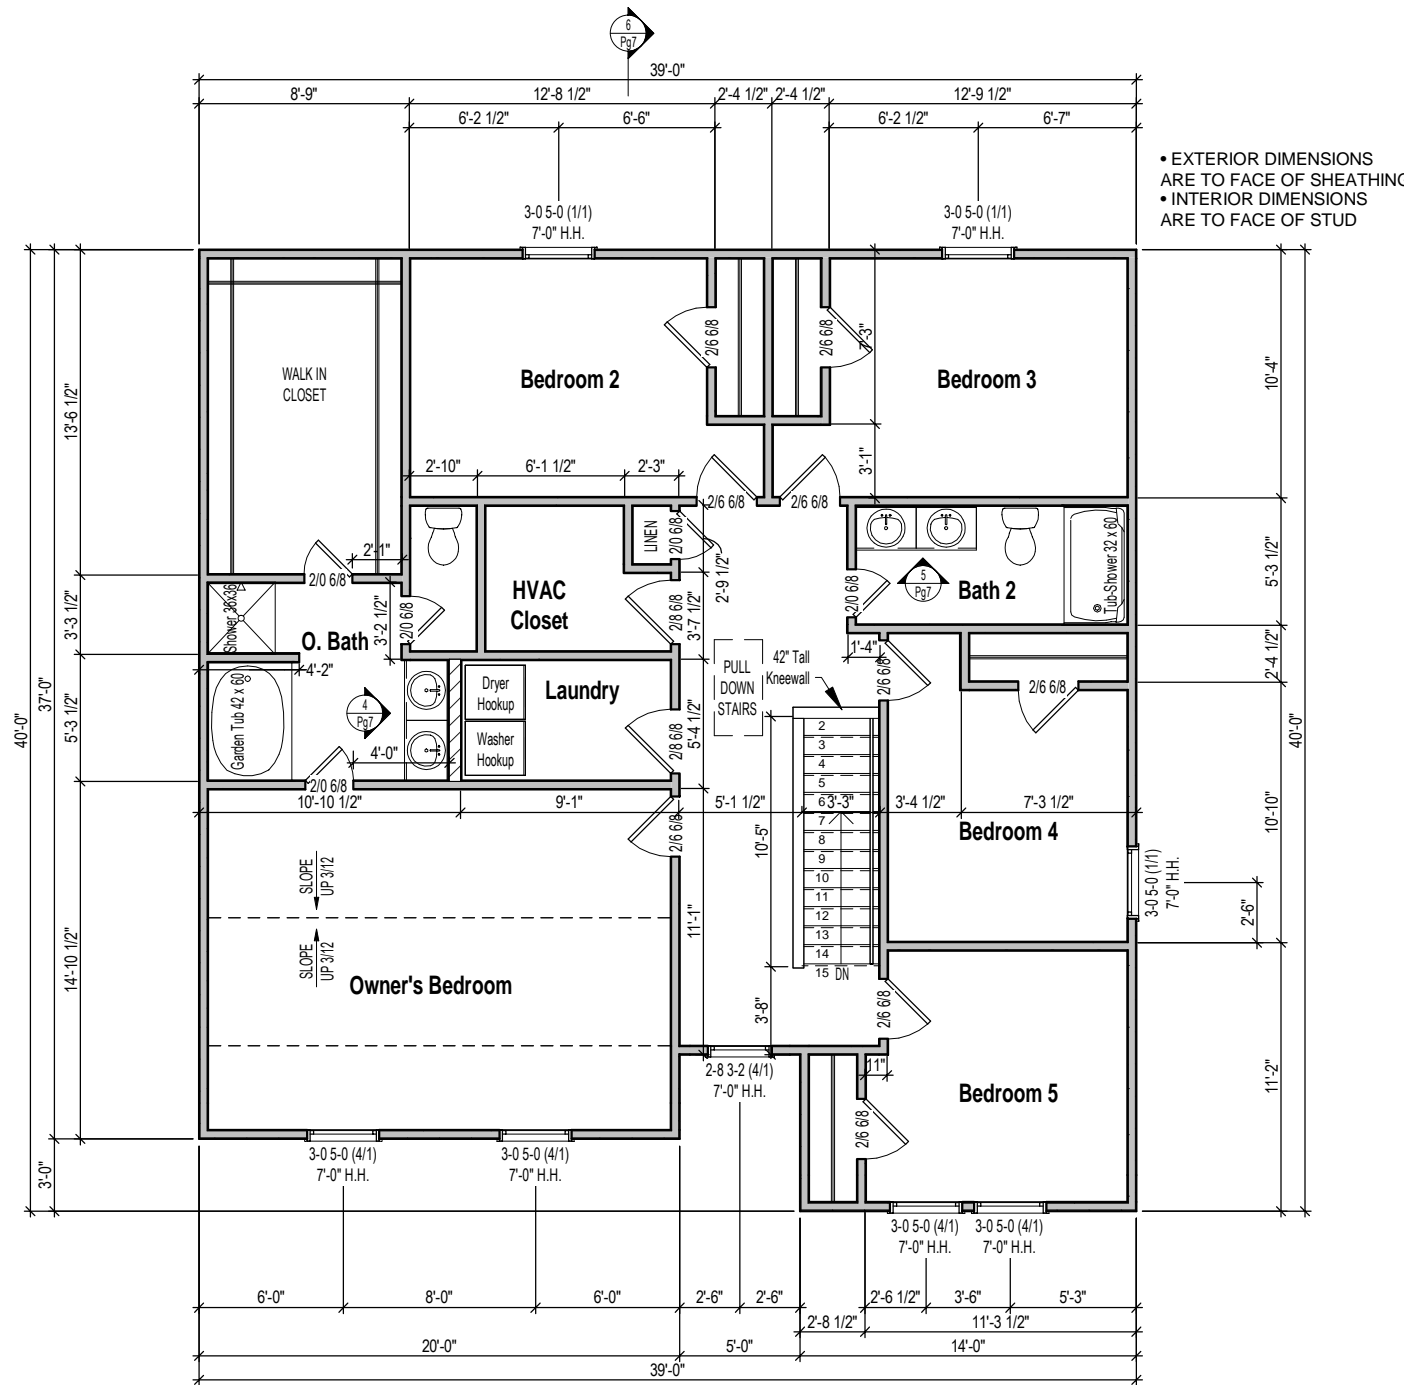 6
Pg7
39'-0"
8'-9"
12'-8 1/2"
2'-4 1/2"
2'-4 1/2"
12'-9 1/2"
6'-2 1/2"
6'-6"
6'-2 1/2"
6'-7"
• EXTERIOR DIMENSIONS
ARE TO FACE OF SHEATHING
• INTERIOR DIMENSIONS
ARE TO FACE OF STUD
3-0 5-0 (1/1)
7'-0" H.H.
3-0 5-0 (1/1)
7'-0" H.H.
WALK IN
CLOSET
Bedroom 2
2/6 6/8
2/6 6/8
7'-3"
Bedroom 3
10'-4"
13'-6 1/2"
2'-10"
6'-1 1/2"
2'-3"
3'-1"
2/6 6/8
2/6 6/8
LINEN
2/0 6/8
2'-9 1/2"
2'-1"
2/0 6/8
HVAC
Closet
2/8 6/8
3'-7 1/2"
2/0 6/8
5
Pg7
Bath 2
Tub-Shower 32 x 60
5'-3 1/2"
3'-3 1/2"
Shower 36x36
O. Bath
3'-2 1/2"
2/0 6/8
4'-2"
1'-4"
2/6 6/8
2'-4 1/2"
2/6 6/8
PULL
DOWN
STAIRS
42" Tall
Kneewall
40'-0"
37'-0"
5'-3 1/2"
Garden Tub 42 x 60
4
Pg7
4'-0"
2/0 6/8
Dryer
Hookup
Washer
Hookup
Laundry
2/8 6/8
5'-4 1/2"
40'-0"
2
3
4
5
6
7
8
9
10
11
12
13
14
15 DN
10'-10 1/2"
9'-1"
5'-1 1/2"
3'-3"
3'-4 1/2"
7'-3 1/2"
2/6 6/8
10'-5"
Bedroom 4
10'-10"
3-0 5-0 (1/1)
7'-0" H.H.
2'-6"
SLOPE
UP 3/12
SLOPE
UP 3/12
11'-1"
14'-10 1/2"
Owner's Bedroom
3'-8"
2/6 6/8
2-8 3-2 (4/1)
7'-0" H.H.
11"
Bedroom 5
2/6 6/8
11'-2"
3'-0"
3-0 5-0 (4/1)
7'-0" H.H.
3-0 5-0 (4/1)
7'-0" H.H.
3-0 5-0 (4/1)
7'-0" H.H.
3-0 5-0 (4/1)
7'-0" H.H.
6'-0"
8'-0"
6'-0"
2'-6"
2'-6"
2'-6 1/2"
3'-6"
5'-3"
2'-8 1/2"
11'-3 1/2"
20'-0"
5'-0"
14'-0"
39'-0"